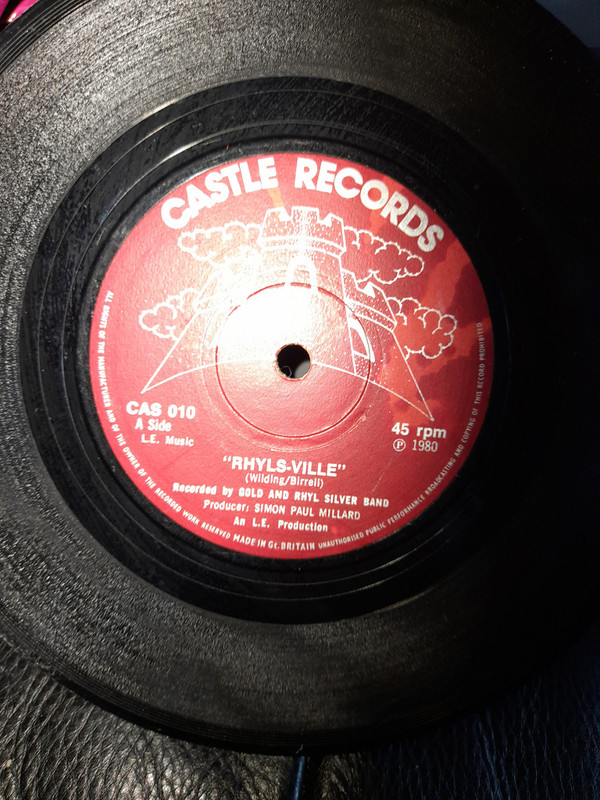 CASTLE RECORDS
CAS 010
A Side
L.E. Music
45 rpm
Ⓟ 1980
"RHYLS-VILLE"
(Wilding/Birrell)
Recorded by GOLD AND RHYL SILVER BAND
Producer: SIMON PAUL MILLARD
An L.E. Production
ALL RIGHTS OF THE MANUFACTURER AND OF THE OWNER OF THE RECORDED WORK RESERVED MADE IN Gt. BRITAIN UNAUTHORISED PUBLIC PERFORMANCE BROADCASTING AND COPYING OF THIS RECORD PROHIBITED